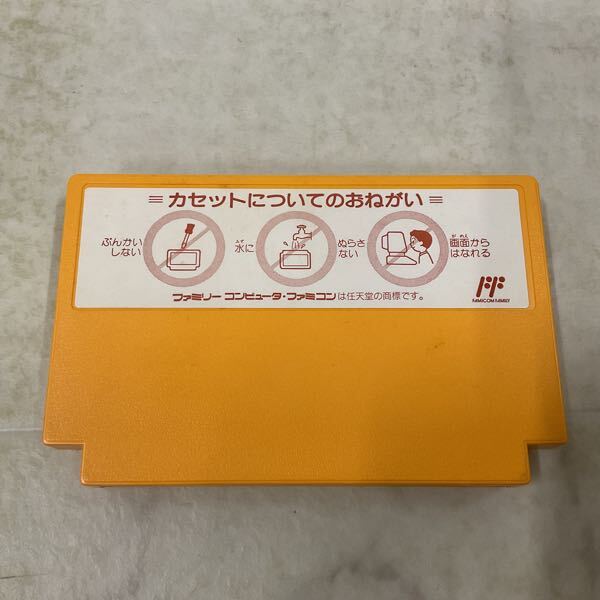 カセットについてのおねがい
ぶんかい
しない
みず
水に
ぬらさ
ない
が めん
画面から
はなれる
ファミリー コンピュータ・ファミコンは任天堂の商標です。
FAMICOM FAMILY